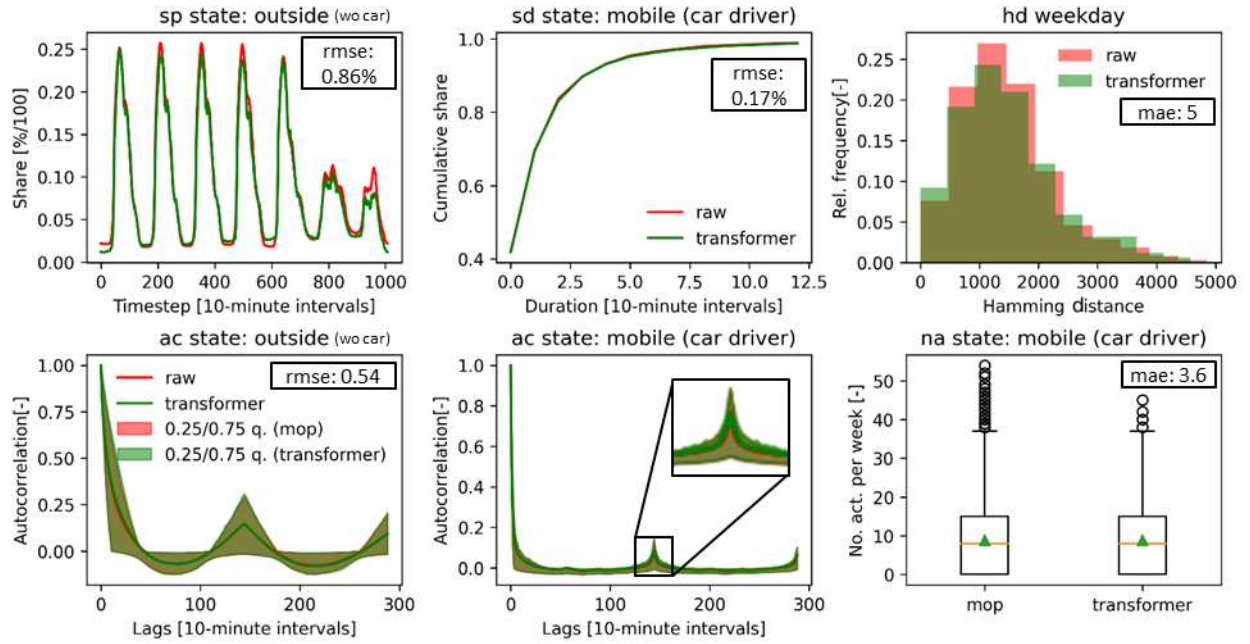 sp state: outside (wo car)
rmse:
0.86%
Share [%/100]
0.25
0.20
0.15
0.10
0.05
0.00
0 200 400 600 800 1000
Timestep [10-minute intervals]
sd state: mobile (car driver)
rmse:
0.17%
Cumulative share
1.0
0.8
0.6
0.4
raw
transformer
0.0 2.5 5.0 7.5 10.0 12.5
Duration [10-minute intervals]
hd weekday
raw
transformer
mae: 5
Rel. frequency[-]
0.25
0.20
0.15
0.10
0.05
0.00
0 1000 2000 3000 4000 5000
Hamming distance
ac state: outside (wo car)
rmse: 0.54
raw
transformer
0.25/0.75 q. (mop)
0.25/0.75 q. (transformer)
Autocorrelation[-]
1.00
0.75
0.50
0.25
0.00
0 100 200 300
Lags [10-minute intervals]
ac state: mobile (car driver)
Autocorrelation[-]
1.0
0.8
0.6
0.4
0.2
0.0
0 100 200 300
Lags [10-minute intervals]
na state: mobile (car driver)
mae: 3.6
No. act. per week [-]
50
40
30
20
10
0
mop transformer